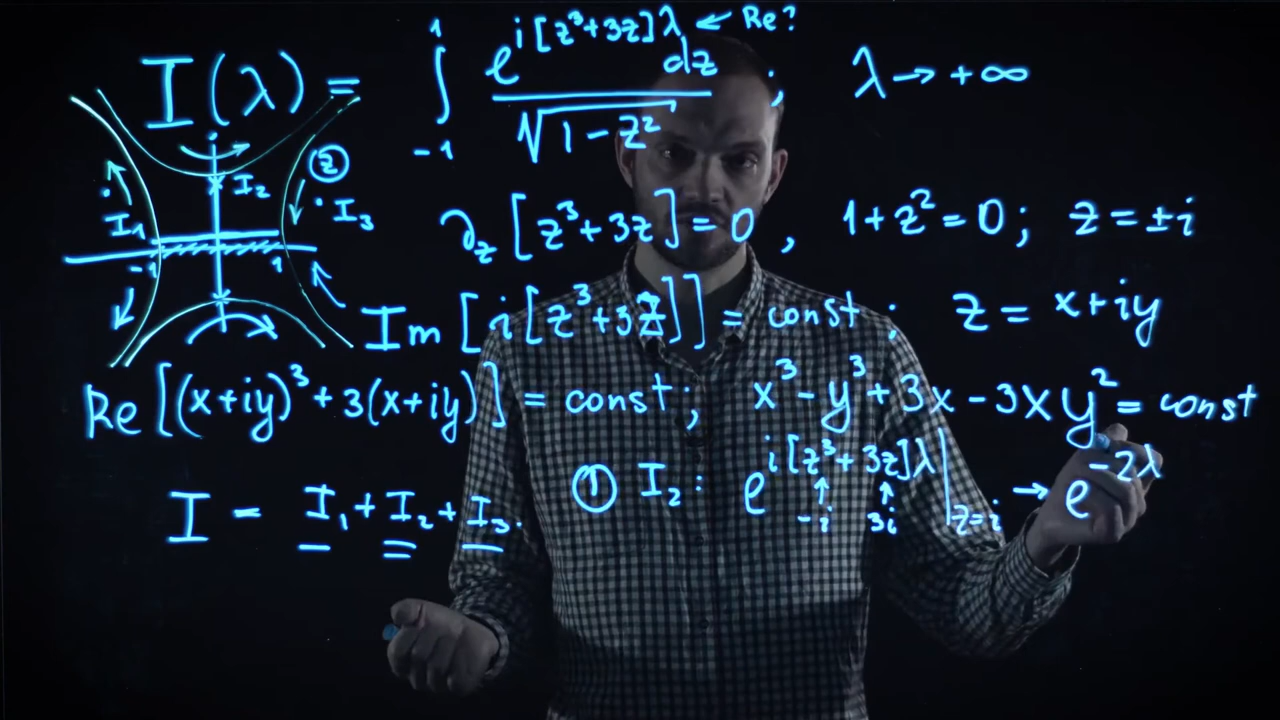 I(λ) = ∫_{-1}^{1} e^{i[z³+3z]λ} dz / √(1-z²) ; λ → +∞
← Re?
z
I₂
I₁
I₃
-1
1
∂_z [z³+3z] = 0 , 1+z² = 0 ; z = ±i
Im [i[z³+3z]] = const ; z = x+iy
Re [(x+iy)³+3(x+iy)] = const ; x³ - y³ + 3x - 3xy² = const
I = I₁ + I₂ + I₃. ① I₂ : e^{i[z³+3z]λ}|_{z=i} → e^{-2λ}
-i 3i